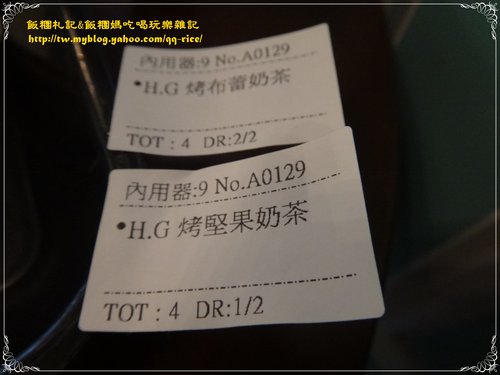 飯糰札記&飯糰媽吃喝玩樂雜記
http://tw.myblog.yahoo.com/qq-rice/
內用器:9 No.A0129
•H.G 烤布蕾奶茶
TOT : 4 DR:2/2
內用器:9 No.A0129
•H.G 烤堅果奶茶
TOT : 4 DR:1/2